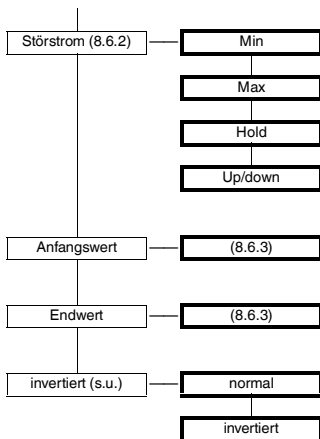 Störstrom (8.6.2)
Min
Max
Hold
Up/down
Anfangswert
(8.6.3)
Endwert
(8.6.3)
invertiert (s.u.)
normal
invertiert